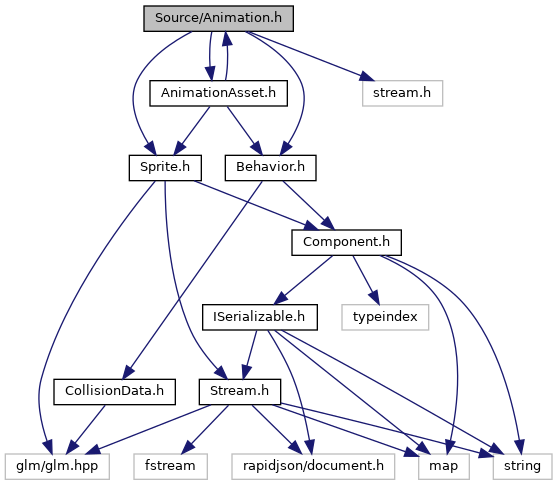 Source/Animation.h
AnimationAsset.h
stream.h
Sprite.h
Behavior.h
Component.h
ISerializable.h
typeindex
CollisionData.h
Stream.h
glm/glm.hpp
fstream
rapidjson/document.h
map
string